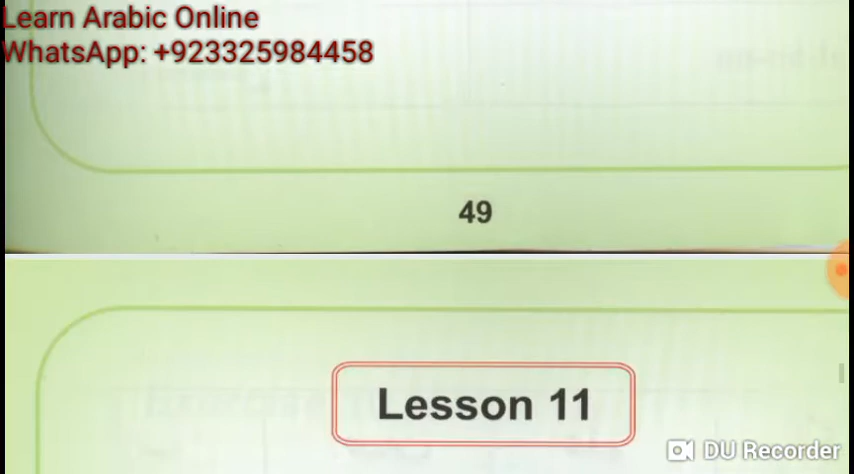 Learn Arabic Online
WhatsApp: +923325984458
49
Lesson 11
DU Recorder